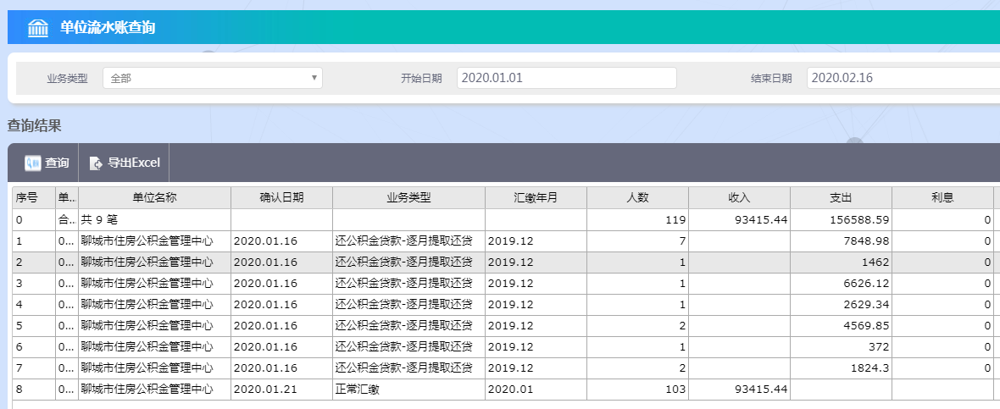 单位流水账查询
业务类型 全部 开始日期 2020.01.01 结束日期 2020.02.16
查询结果
查询 导出Excel
序号 单... 单位名称 确认日期 业务类型 汇缴年月 人数 收入 支出 利息
0 合... 共 9 笔 119 93415.44 156588.59 0
1 0... 聊城市住房公积金管理中心 2020.01.16 还公积金贷款-逐月提取还贷 2019.12 7 7848.98 0
2 0... 聊城市住房公积金管理中心 2020.01.16 还公积金贷款-逐月提取还贷 2019.12 1 1462 0
3 0... 聊城市住房公积金管理中心 2020.01.16 还公积金贷款-逐月提取还贷 2019.12 1 6626.12 0
4 0... 聊城市住房公积金管理中心 2020.01.16 还公积金贷款-逐月提取还贷 2019.12 1 2629.34 0
5 0... 聊城市住房公积金管理中心 2020.01.16 还公积金贷款-逐月提取还贷 2019.12 2 4569.85 0
6 0... 聊城市住房公积金管理中心 2020.01.16 还公积金贷款-逐月提取还贷 2019.12 1 372 0
7 0... 聊城市住房公积金管理中心 2020.01.16 还公积金贷款-逐月提取还贷 2019.12 2 1824.3 0
8 0... 聊城市住房公积金管理中心 2020.01.21 正常汇缴 2020.01 103 93415.44